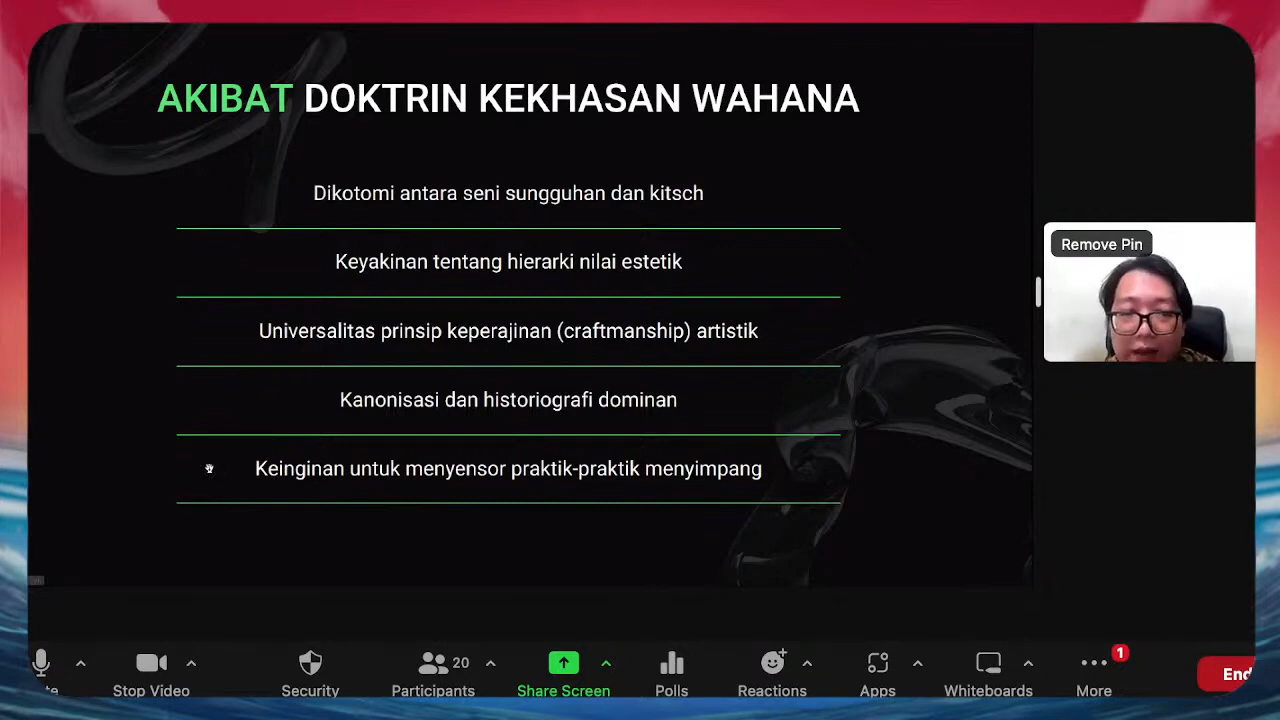 AKIBAT DOKTRIN KEKHASAN WAHANA
Dikotomi antara seni sungguhan dan kitsch
Keyakinan tentang hierarki nilai estetik
Universalitas prinsip keperajinan (craftmanship) artistik
Kanonisasi dan historiografi dominan
Keinginan untuk menyensor praktik-praktik menyimpang
Remove Pin
20
1
Stop Video
Security
Participants
Share Screen
Polls
Reactions
Apps
Whiteboards
More
End